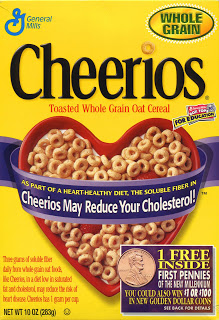 General
Mills
WHOLE
GRAIN
Cheerios®
Toasted Whole Grain Oat Cereal
FOR EDUCATION
AS PART OF A HEART-HEALTHY DIET, THE SOLUBLE FIBER IN
Cheerios May Reduce Your Cholesterol!
Three grams of soluble fiber
daily from whole-grain oat foods,
like Cheerios, in a diet low in saturated
fat and cholesterol, may reduce the risk of
heart disease. Cheerios has 1 gram per cup.
NET WT 10 OZ (283g)
1 FREE
INSIDE
FIRST PENNIES
OF THE NEXT MILLENNIUM
YOU COULD ALSO WIN $1 OR $100
IN NEW GOLDEN DOLLAR COINS
SEE BACK FOR DETAILS